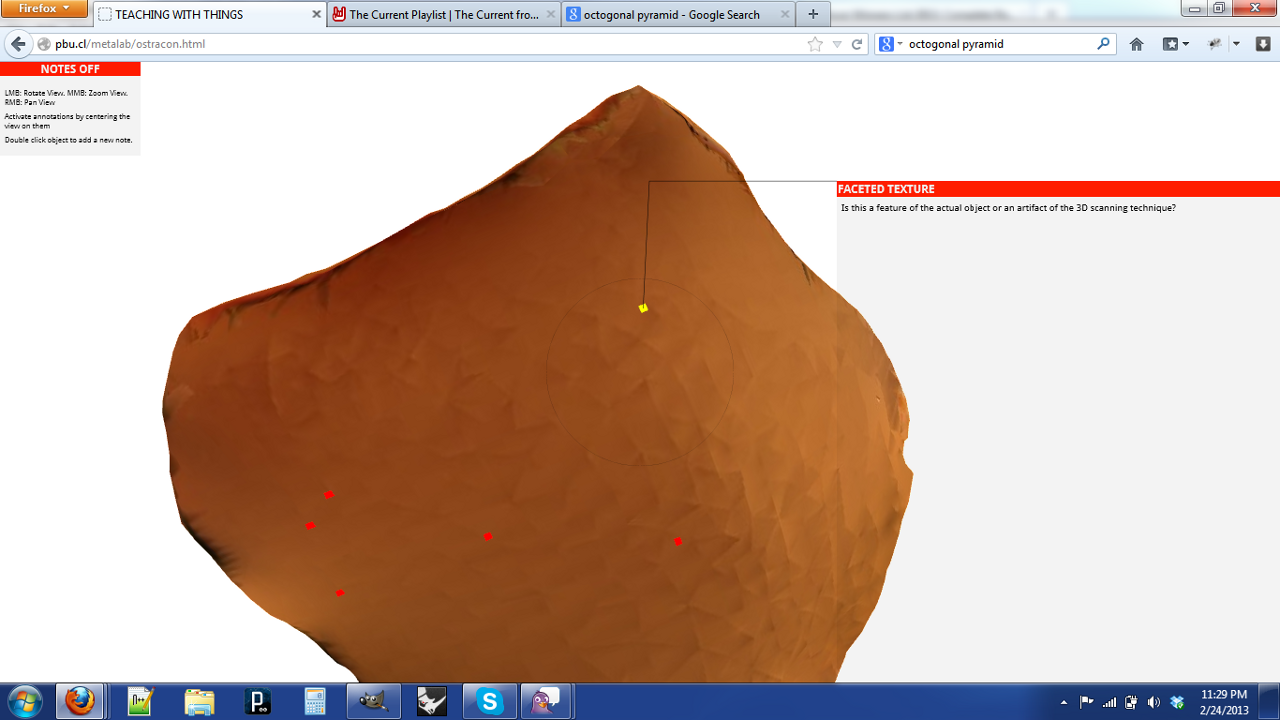 Firefox
TEACHING WITH THINGS
The Current Playlist | The Current fro...
octogonal pyramid - Google Search
pbu.cl/metalab/ostracon.html
octogonal pyramid
NOTES OFF
LMB: Rotate View. MMB: Zoom View.
RMB: Pan View
Activate annotations by centering the
view on them
Double click object to add a new note.
FACETED TEXTURE
Is this a feature of the actual object or an artifact of the 3D scanning technique?
11:29 PM
2/24/2013